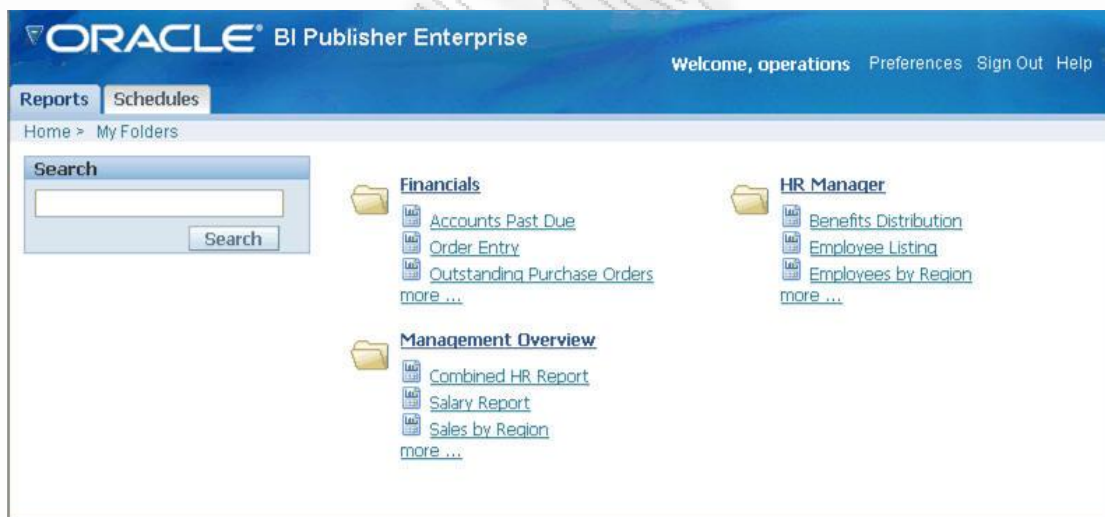 ORACLE® BI Publisher Enterprise
Welcome, operations Preferences Sign Out Help
Reports Schedules
Home > My Folders
Search
Search
Financials
Accounts Past Due
Order Entry
Outstanding Purchase Orders
more ...
HR Manager
Benefits Distribution
Employee Listing
Employees by Region
more ...
Management Overview
Combined HR Report
Salary Report
Sales by Region
more ...